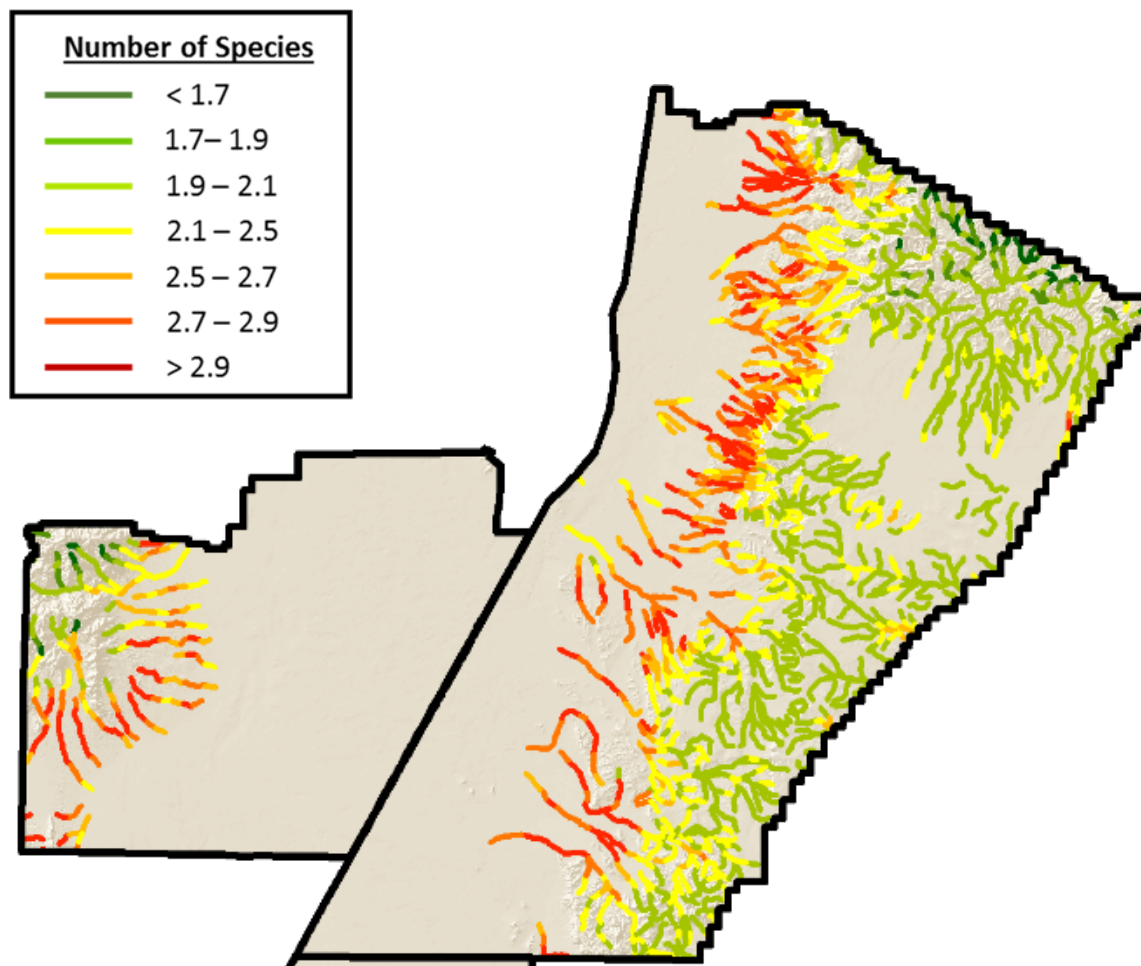 Number of Species
< 1.7
1.7– 1.9
1.9 – 2.1
2.1 – 2.5
2.5 – 2.7
2.7 – 2.9
> 2.9